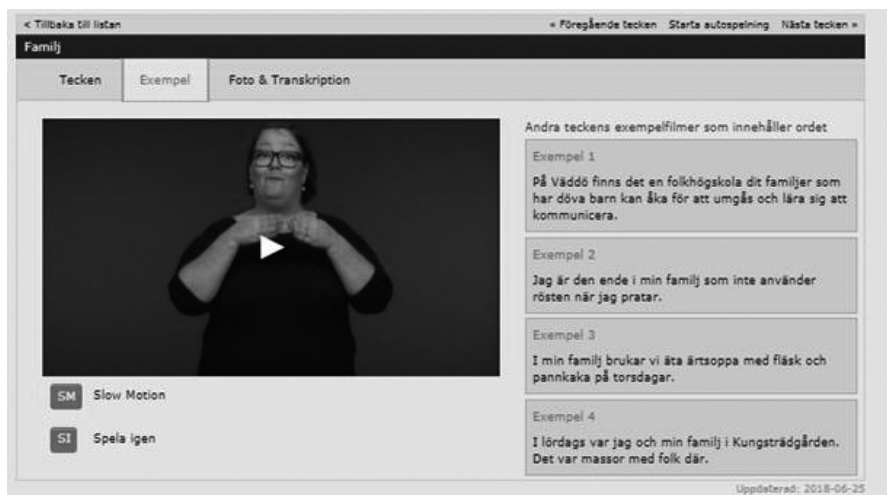 < Tillbaka till listan
« Föregående tecken Starta autospelning Nästa tecken »
Familj
Tecken Exempel Foto & Transkription
SM Slow Motion
SI Spela igen
Andra teckens exempelfilmer som innehåller ordet
Exempel 1
På Väddö finns det en folkhögskola dit familjer som
har döva barn kan åka för att umgås och lära sig att
kommunicera.
Exempel 2
Jag är den ende i min familj som inte använder
rösten när jag pratar.
Exempel 3
I min familj brukar vi äta ärtsoppa med fläsk och
pannkaka på torsdagar.
Exempel 4
I lördags var jag och min familj i Kungsträdgården.
Det var massor med folk där.
Uppdaterad: 2018-06-25